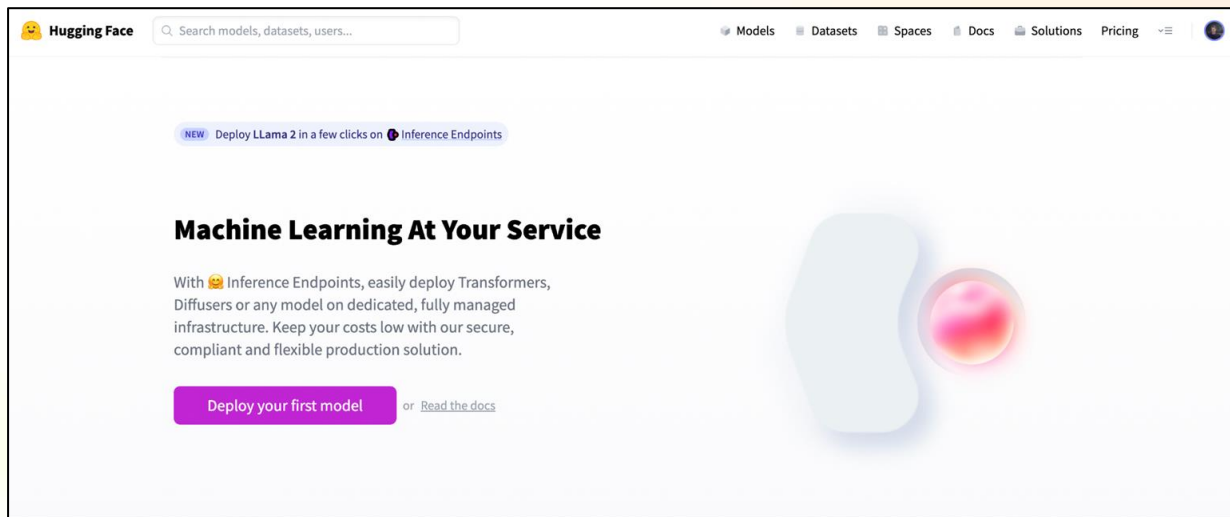 Hugging Face
Search models, datasets, users...
Models
Datasets
Spaces
Docs
Solutions
Pricing
NEW Deploy LLama 2 in a few clicks on Inference Endpoints
Machine Learning At Your Service
With 🤗 Inference Endpoints, easily deploy Transformers,
Diffusers or any model on dedicated, fully managed
infrastructure. Keep your costs low with our secure,
compliant and flexible production solution.
Deploy your first model or Read the docs